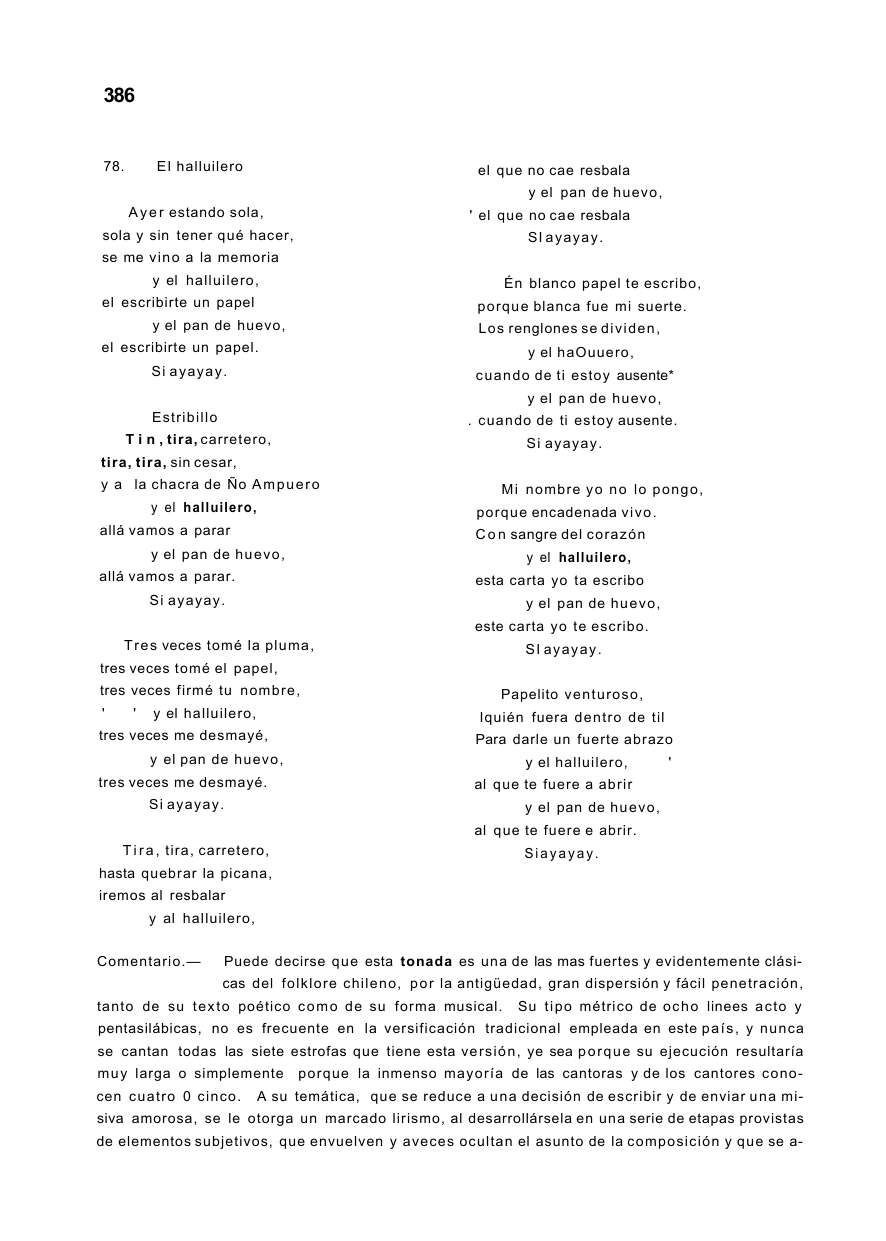 386
78. El halluilero
Ayer estando sola,
sola y sin tener qué hacer,
se me vino a la memoria
y el halluilero,
el escribirte un papel
y el pan de huevo,
el escribirte un papel.
Si ayayay.
Estribillo
Tin, tira, carretero,
tira, tira, sin cesar,
y a la chacra de Ño Ampuero
y el halluilero,
allá vamos a parar
y el pan de huevo,
allá vamos a parar.
Si ayayay.
Tres veces tomé la pluma,
tres veces tomé el papel,
tres veces firmé tu nombre,
' ' y el halluilero,
tres veces me desmayé,
y el pan de huevo,
tres veces me desmayé.
Si ayayay.
Tira, tira, carretero,
hasta quebrar la picana,
iremos al resbalar
y al halluilero,
el que no cae resbala
y el pan de huevo,
' el que no cae resbala
SI ayayay.
Én blanco papel te escribo,
porque blanca fue mi suerte.
Los renglones se dividen,
y el haOuuero,
cuando de ti estoy ausente*
y el pan de huevo,
. cuando de ti estoy ausente.
Si ayayay.
Mi nombre yo no lo pongo,
porque encadenada vivo.
Con sangre del corazón
y el halluilero,
esta carta yo ta escribo
y el pan de huevo,
este carta yo te escribo.
SI ayayay.
Papelito venturoso,
lquién fuera dentro de til
Para darle un fuerte abrazo
y el halluilero, '
al que te fuere a abrir
y el pan de huevo,
al que te fuere e abrir.
Siayayay.
Comentario.— Puede decirse que esta tonada es una de las mas fuertes y evidentemente clási-
cas del folklore chileno, por la antigüedad, gran dispersión y fácil penetración,
tanto de su texto poético como de su forma musical. Su tipo métrico de ocho linees acto y
pentasilábicas, no es frecuente en la versificación tradicional empleada en este país, y nunca
se cantan todas las siete estrofas que tiene esta versión, ye sea porque su ejecución resultaría
muy larga o simplemente porque la inmenso mayoría de las cantoras y de los cantores cono-
cen cuatro 0 cinco. A su temática, que se reduce a una decisión de escribir y de enviar una mi-
siva amorosa, se le otorga un marcado lirismo, al desarrollársela en una serie de etapas provistas
de elementos subjetivos, que envuelven y aveces ocultan el asunto de la composición y que se a-